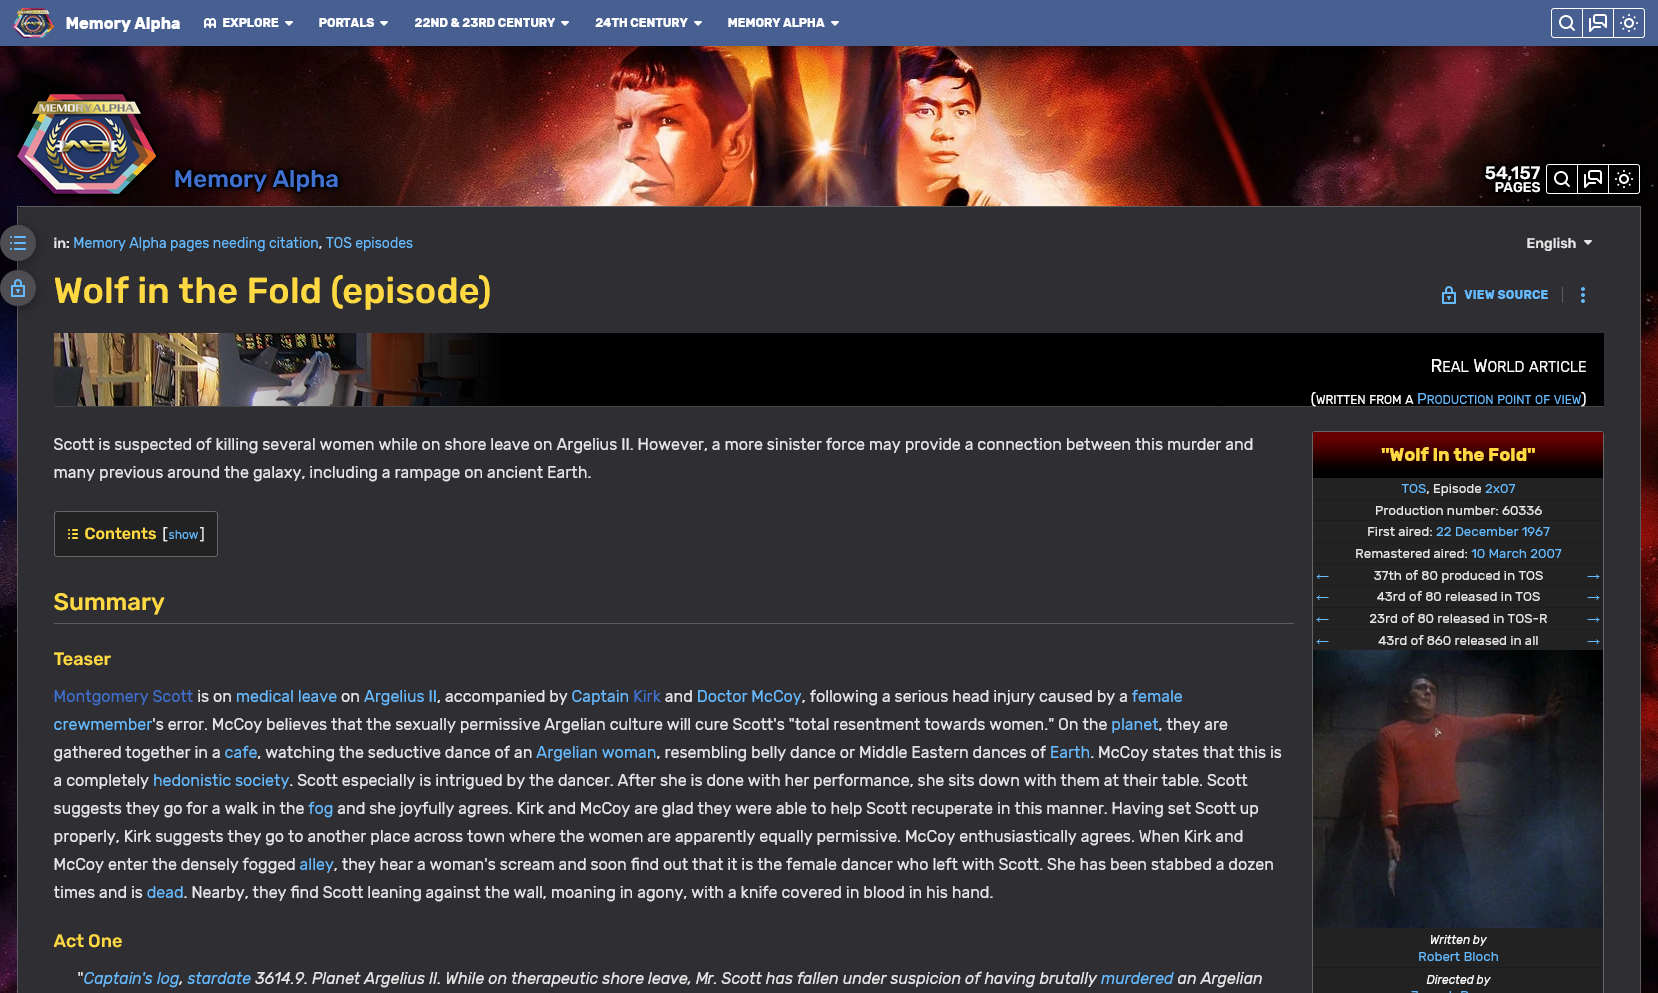 Memory Alpha
EXPLORE
PORTALS
22ND & 23RD CENTURY
24TH CENTURY
MEMORY ALPHA
MEMORY ALPHA
Memory Alpha
54,157
PAGES
in: Memory Alpha pages needing citation, TOS episodes
English
Wolf in the Fold (episode)
VIEW SOURCE
REAL WORLD ARTICLE
(WRITTEN FROM A PRODUCTION POINT OF VIEW)
Scott is suspected of killing several women while on shore leave on Argelius II. However, a more sinister force may provide a connection between this murder and
many previous around the galaxy, including a rampage on ancient Earth.
Contents [show]
Summary
Teaser
Montgomery Scott is on medical leave on Argelius II, accompanied by Captain Kirk and Doctor McCoy, following a serious head injury caused by a female
crewmember's error. McCoy believes that the sexually permissive Argelian culture will cure Scott's "total resentment towards women." On the planet, they are
gathered together in a cafe, watching the seductive dance of an Argelian woman, resembling belly dance or Middle Eastern dances of Earth. McCoy states that this is
a completely hedonistic society. Scott especially is intrigued by the dancer. After she is done with her performance, she sits down with them at their table. Scott
suggests they go for a walk in the fog and she joyfully agrees. Kirk and McCoy are glad they were able to help Scott recuperate in this manner. Having set Scott up
properly, Kirk suggests they go to another place across town where the women are apparently equally permissive. McCoy enthusiastically agrees. When Kirk and
McCoy enter the densely fogged alley, they hear a woman's scream and soon find out that it is the female dancer who left with Scott. She has been stabbed a dozen
times and is dead. Nearby, they find Scott leaning against the wall, moaning in agony, with a knife covered in blood in his hand.
Act One
"Captain's log, stardate 3614.9. Planet Argelius II. While on therapeutic shore leave, Mr. Scott has fallen under suspicion of having brutally murdered an Argelian
"Wolf in the Fold"
TOS, Episode 2x07
Production number: 60336
First aired: 22 December 1967
Remastered aired: 10 March 2007
← 37th of 80 produced in TOS →
← 43rd of 80 released in TOS →
← 23rd of 80 released in TOS-R →
← 43rd of 860 released in all →
Written by
Robert Bloch
Directed by